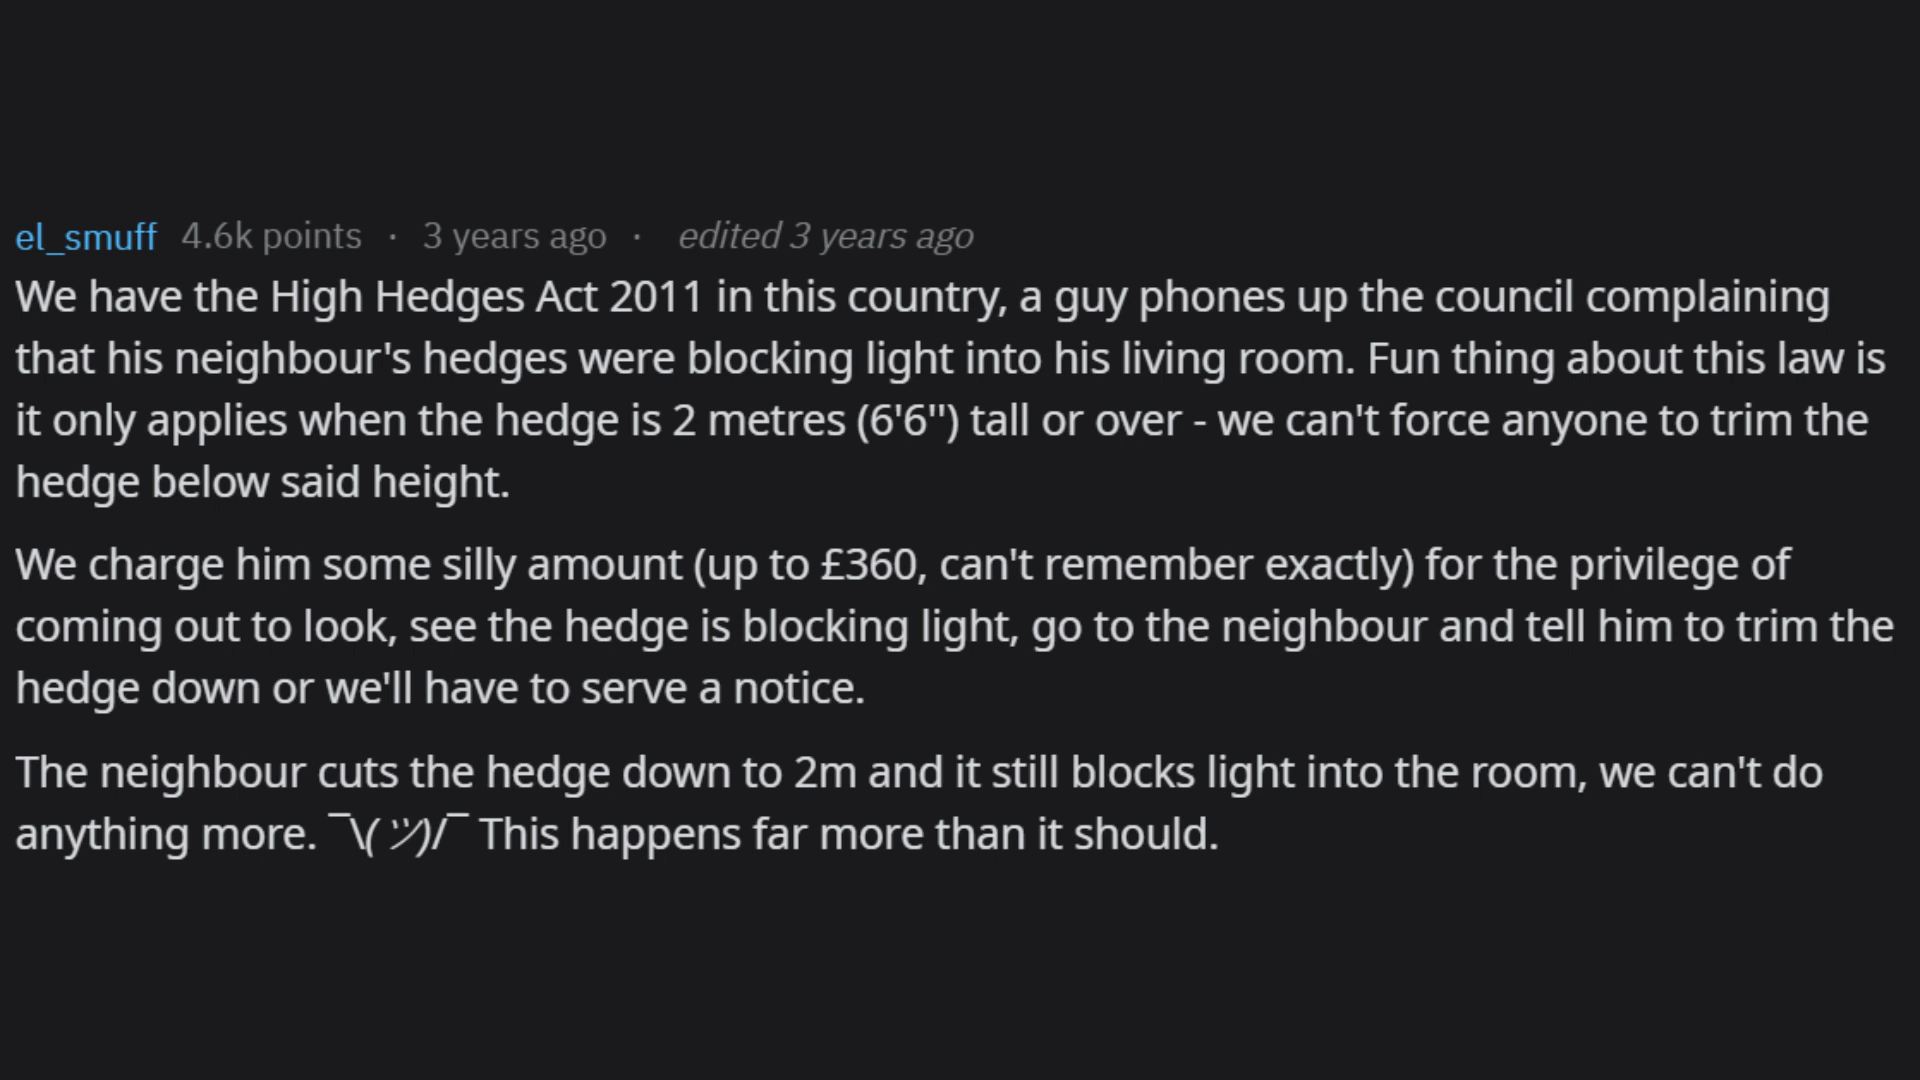 el_smuff 4.6k points · 3 years ago · edited 3 years ago
We have the High Hedges Act 2011 in this country, a guy phones up the council complaining
that his neighbour's hedges were blocking light into his living room. Fun thing about this law is
it only applies when the hedge is 2 metres (6'6") tall or over - we can't force anyone to trim the
hedge below said height.
We charge him some silly amount (up to £360, can't remember exactly) for the privilege of
coming out to look, see the hedge is blocking light, go to the neighbour and tell him to trim the
hedge down or we'll have to serve a notice.
The neighbour cuts the hedge down to 2m and it still blocks light into the room, we can't do
anything more. ¯\(ツ)/¯ This happens far more than it should.